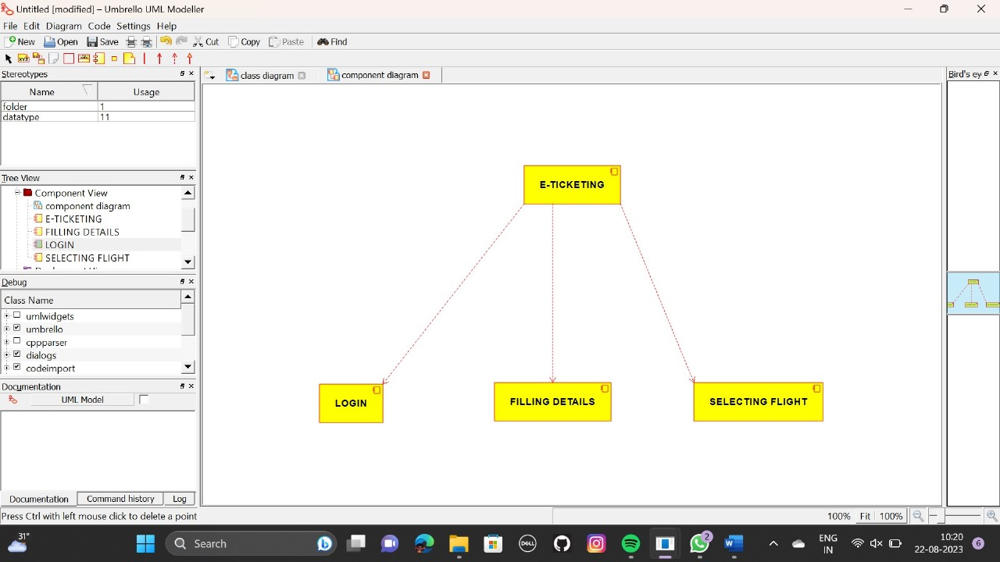 Untitled [modified] – Umbrello UML Modeller
File Edit Diagram Code Settings Help
New Open Save Cut Copy Paste Find
Stereotypes
class diagram component diagram
Bird's ey
Name Usage
folder 1
datatype 11
Tree View
Component View
component diagram
E-TICKETING
FILLING DETAILS
LOGIN
SELECTING FLIGHT
Debug
Class Name
umlwidgets
umbrello
cppparser
dialogs
codeimport
Documentation
UML Model
Documentation Command history Log
E-TICKETING
LOGIN
FILLING DETAILS
SELECTING FLIGHT
Press Ctrl with left mouse click to delete a point
100% Fit 100%
31°
Search
DELL
2
W
ENG
IN
10:20
22-08-2023
6